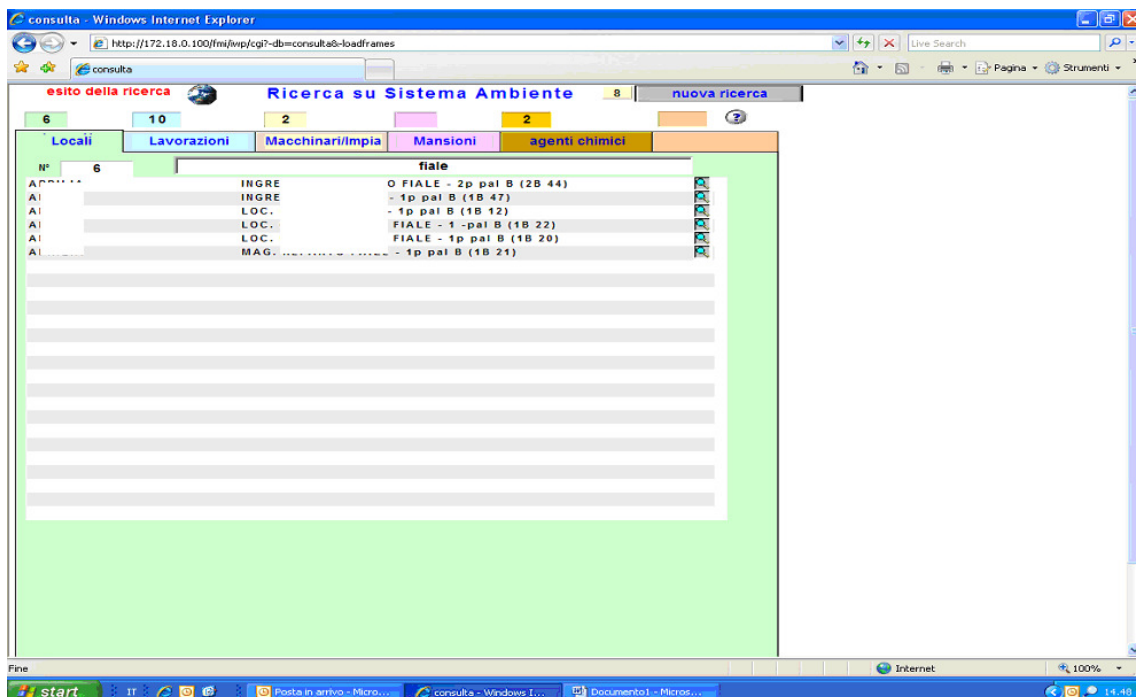 consulta - Windows Internet Explorer
http://172.18.0.100/fmi/iwp/cgi?-db=consulta&-loadframes
Live Search
consulta
Pagina
Strumenti
esito della ricerca
Ricerca su Sistema Ambiente
8
nuova ricerca
6 10 2 2
Locali Lavorazioni Macchinari/Impia Mansioni agenti chimici
N° 6 fiale
INGRE O FIALE - 2p pal B (2B 44)
INGRE - 1p pal B (1B 47)
LOC. - 1p pal B (1B 12)
LOC. FIALE - 1 -pal B (1B 22)
LOC. FIALE - 1p pal B (1B 20)
MAG. - 1p pal B (1B 21)
Fine
Internet
100%
start
IT
Posta in arrivo - Micro...
consulta - Windows I...
Documento1 - Micros...
14.46